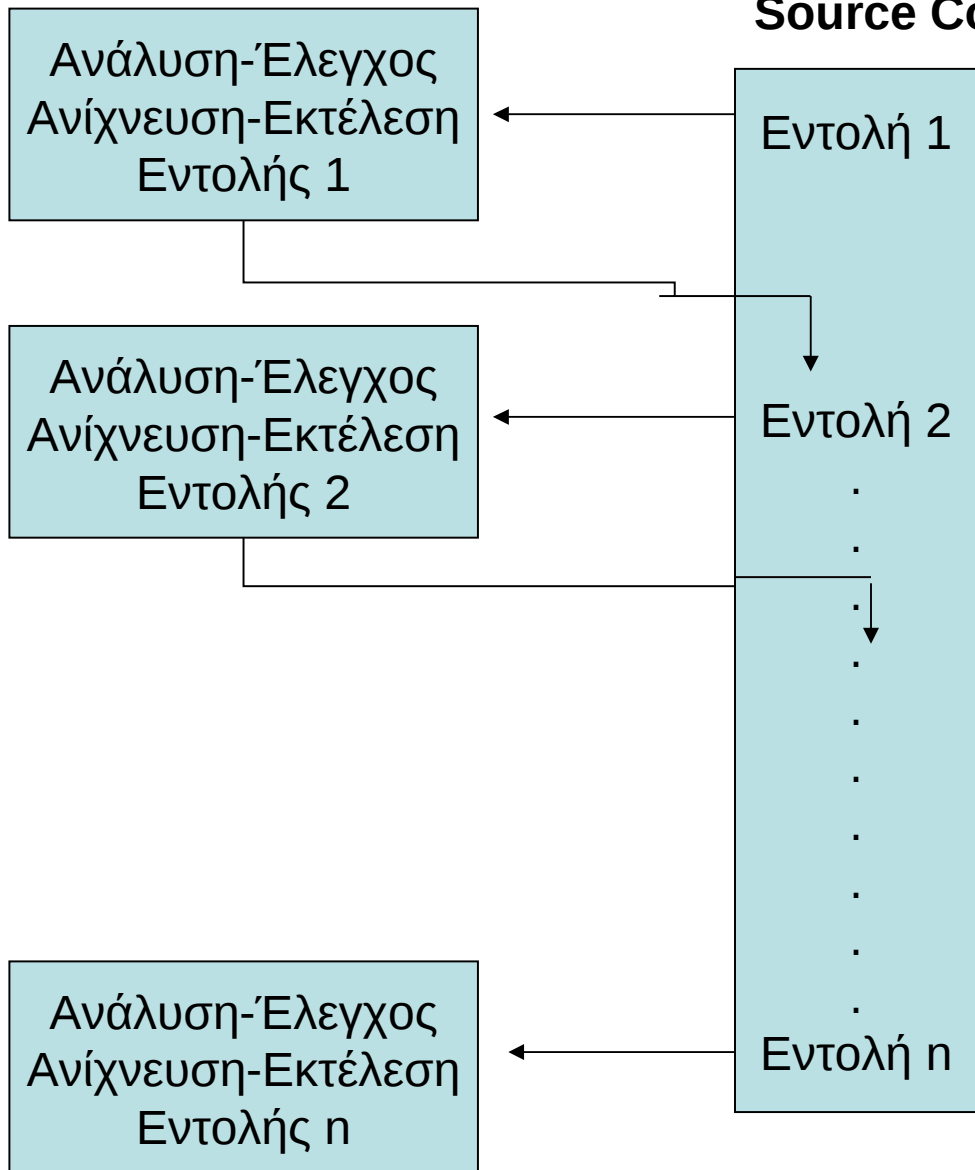 Source Co
Ανάλυση-Έλεγχος
Ανίχνευση-Εκτέλεση
Εντολής 1
Εντολή 1
Ανάλυση-Έλεγχος
Ανίχνευση-Εκτέλεση
Εντολής 2
Εντολή 2
.
.
.
.
.
.
.
.
.
.
Ανάλυση-Έλεγχος
Ανίχνευση-Εκτέλεση
Εντολής n
Εντολή n